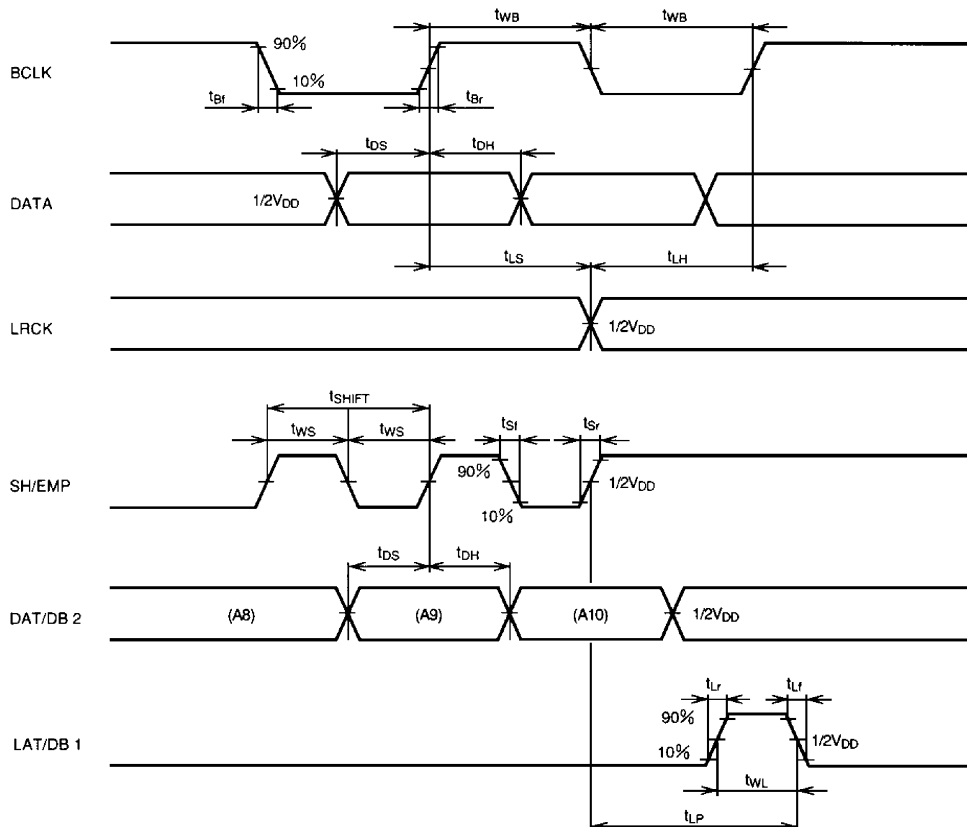 tWB tWB
BCLK 90% 10%
tBf tBr
tDS tDH
DATA 1/2VDD
tLS tLH
LRCK 1/2VDD
tSHIFT
tWS tWS tSf tSr
SH/EMP 90% 10% 1/2VDD
tDS tDH
DAT/DB 2 (A8) (A9) (A10) 1/2VDD
tLr tLf
LAT/DB 1 90% 10% 1/2VDD
tWL
tLP